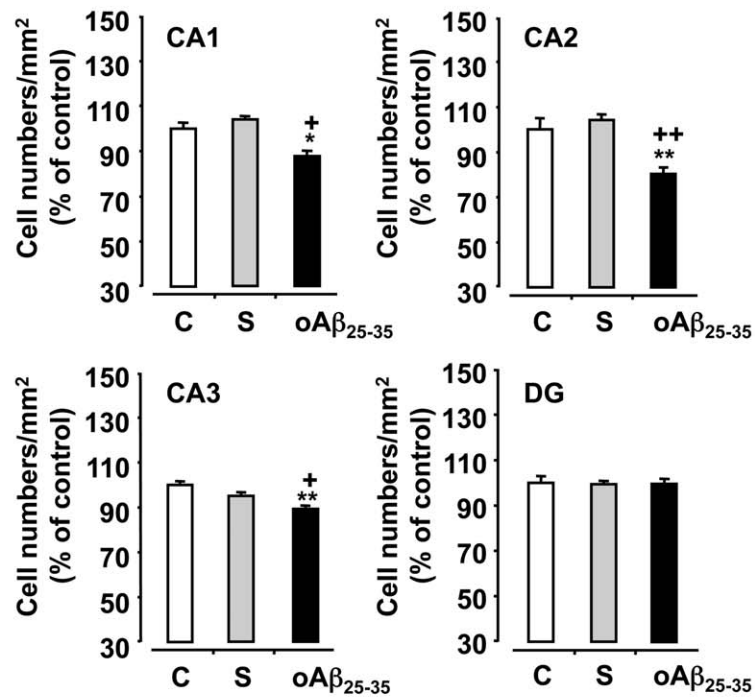 CA1
Cell numbers/mm²
(% of control)
150
130
110
90
70
50
30
+
*
C S oAβ₂₅₋₃₅
CA2
Cell numbers/mm²
(% of control)
150
130
110
90
70
50
30
++
**
C S oAβ₂₅₋₃₅
CA3
Cell numbers/mm²
(% of control)
150
130
110
90
70
50
30
+
**
C S oAβ₂₅₋₃₅
DG
Cell numbers/mm²
(% of control)
150
130
110
90
70
50
30
C S oAβ₂₅₋₃₅